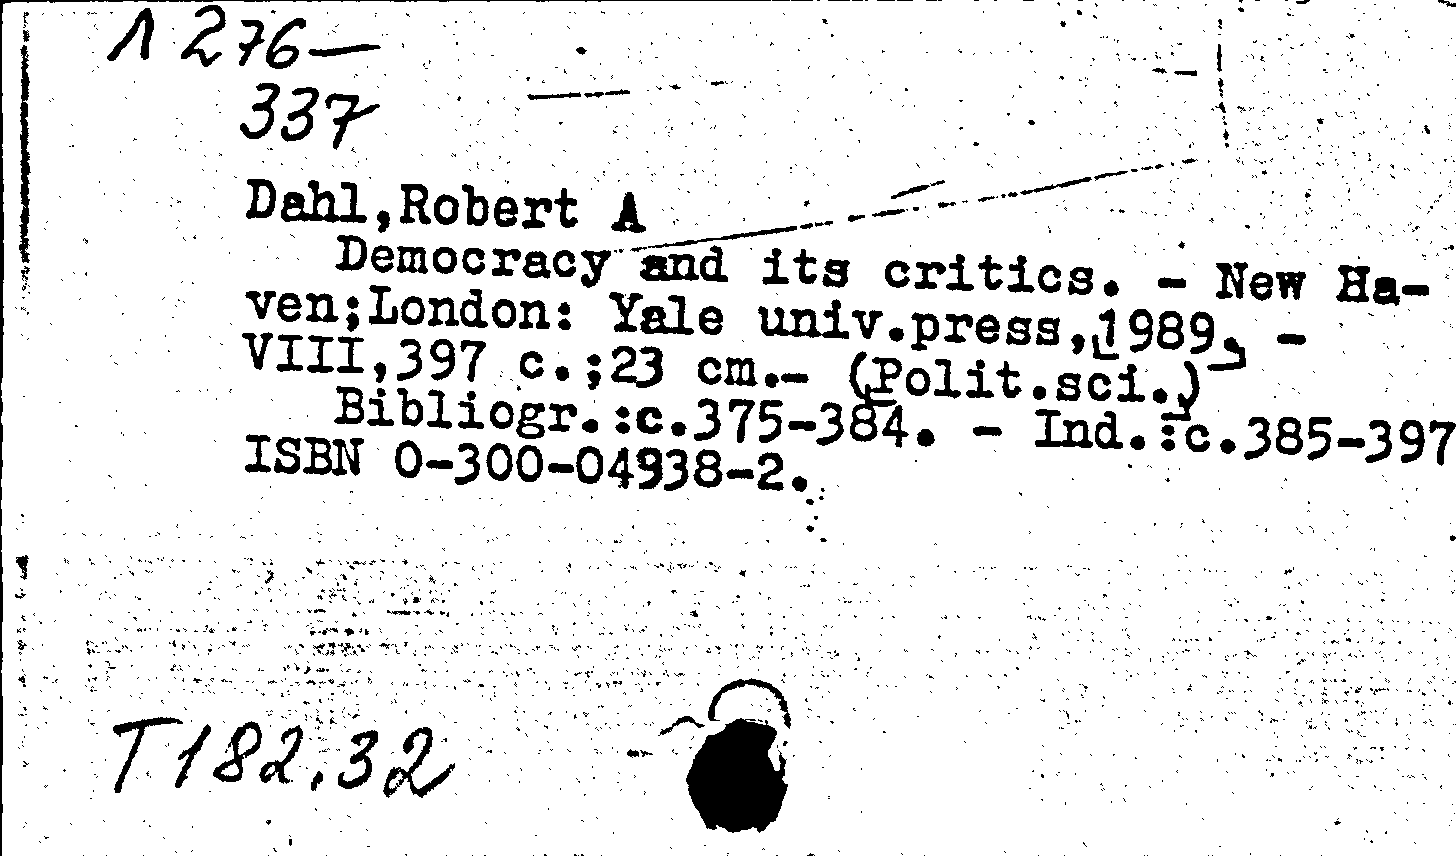 Л 276—
337
Dahl,Robert A
Democracy and its critics. - New Ha-
ven;London: Yale univ.press,[1989]. -
VIII,397 c.;23 cm.- (Polit.sci.)
Bibliogr.:c.375-384. - Ind.:c.385-397
ISBN 0-300-04938-2.
T182.32